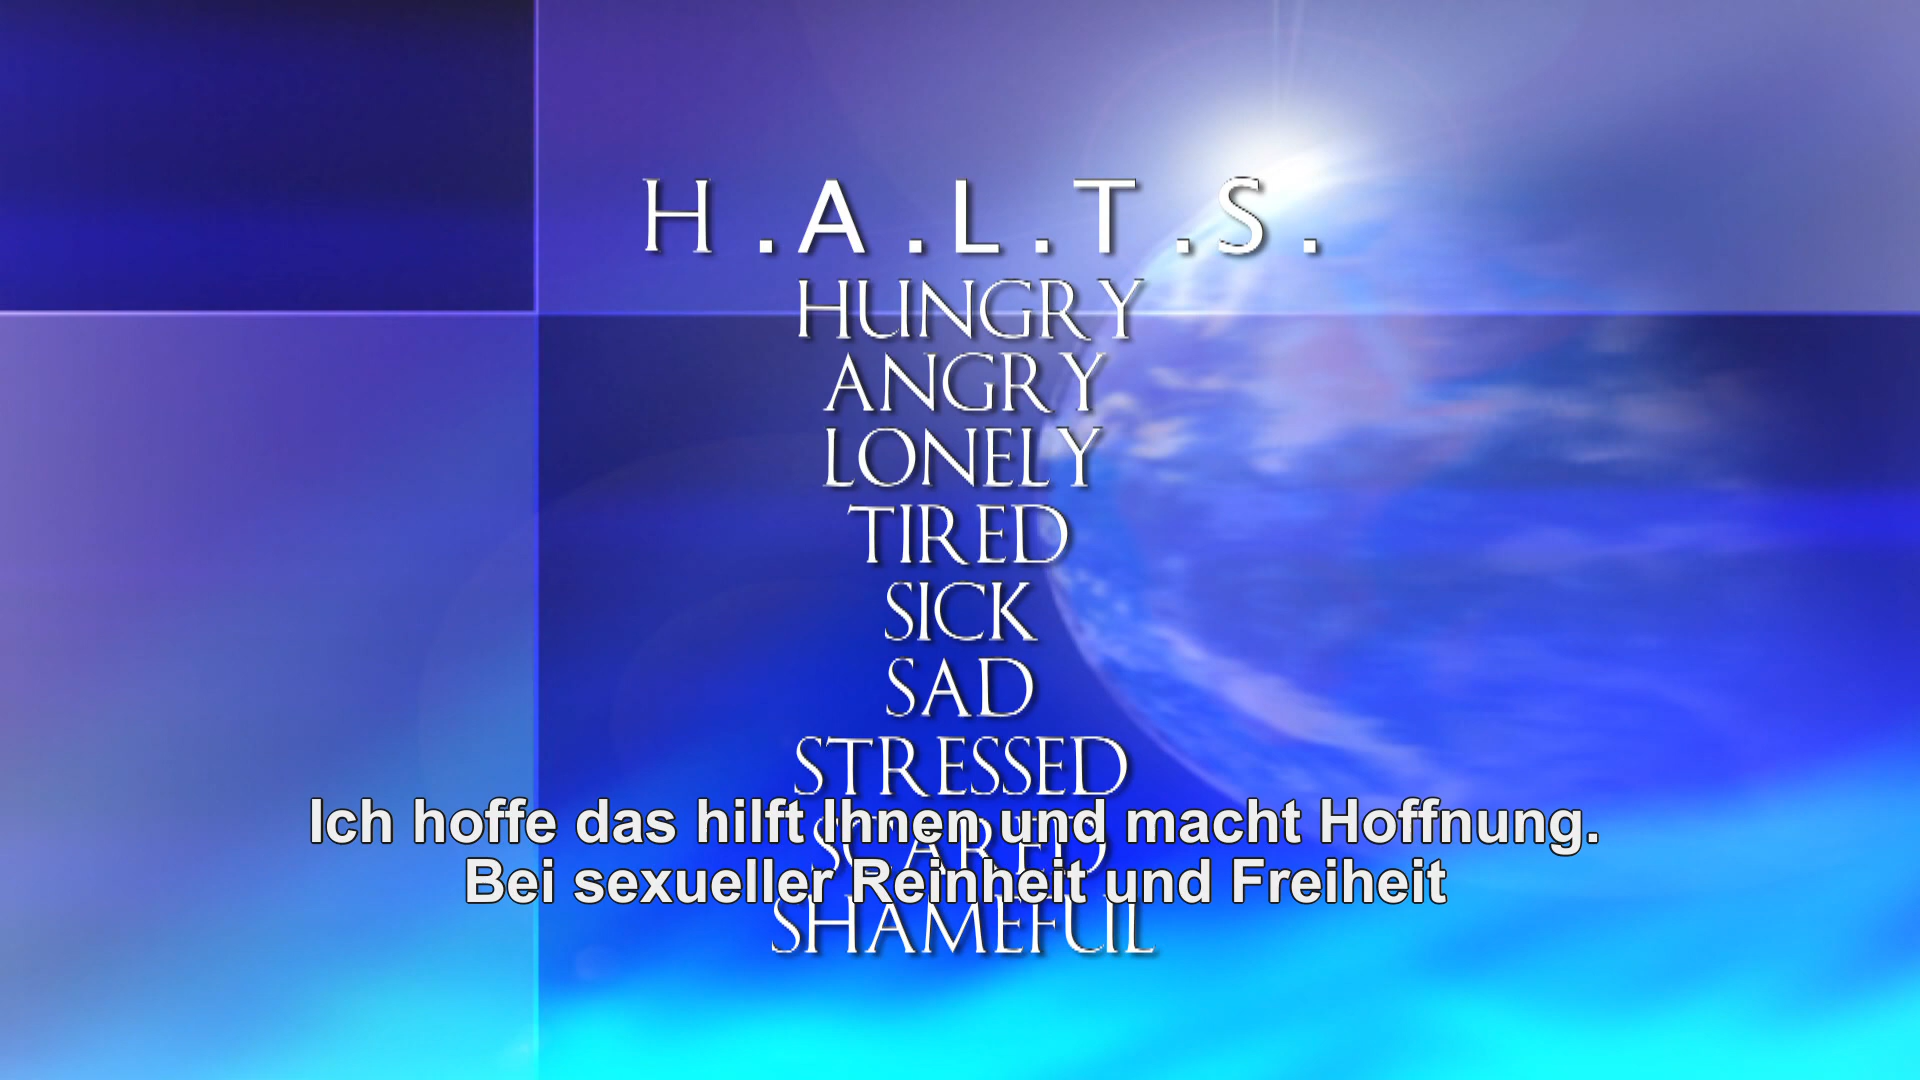 H.A.L.T.S.
HUNGRY
ANGRY
LONELY
TIRED
SICK
SAD
STRESSED
SCARED
SHAMEFUL
Ich hoffe das hilft Ihnen und macht Hoffnung.
Bei sexueller Reinheit und Freiheit